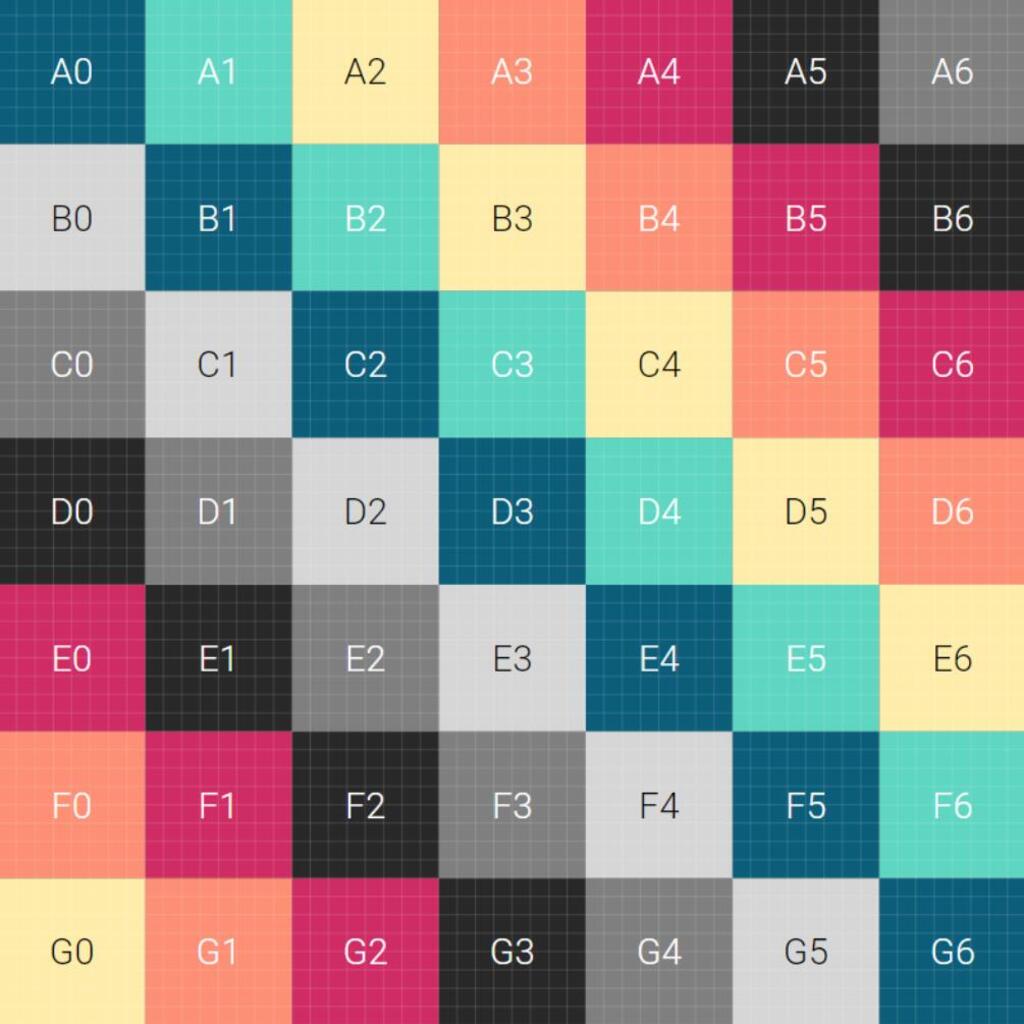 A0 A1 A2 A3 A4 A5 A6
B0 B1 B2 B3 B4 B5 B6
C0 C1 C2 C3 C4 C5 C6
D0 D1 D2 D3 D4 D5 D6
E0 E1 E2 E3 E4 E5 E6
F0 F1 F2 F3 F4 F5 F6
G0 G1 G2 G3 G4 G5 G6